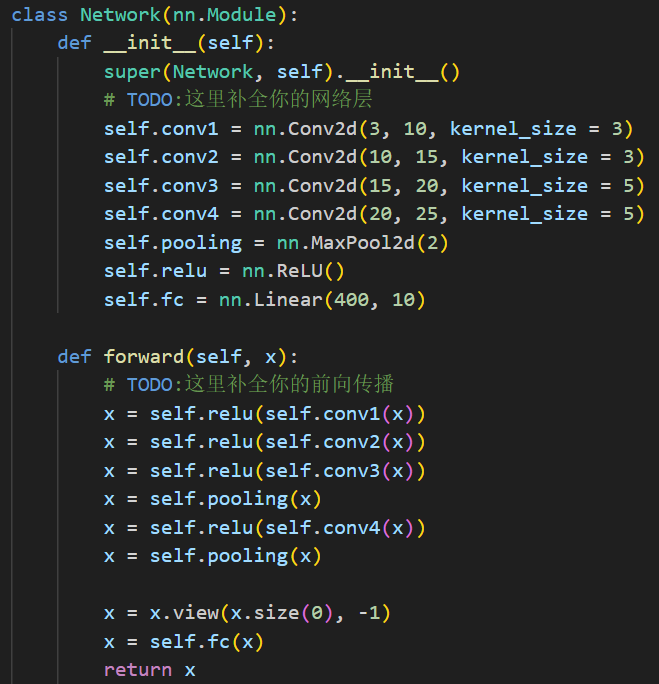 class Network(nn.Module):
    def __init__(self):
        super(Network, self).__init__()
        # TODO:这里补全你的网络层
        self.conv1 = nn.Conv2d(3, 10, kernel_size = 3)
        self.conv2 = nn.Conv2d(10, 15, kernel_size = 3)
        self.conv3 = nn.Conv2d(15, 20, kernel_size = 5)
        self.conv4 = nn.Conv2d(20, 25, kernel_size = 5)
        self.pooling = nn.MaxPool2d(2)
        self.relu = nn.ReLU()
        self.fc = nn.Linear(400, 10)

    def forward(self, x):
        # TODO:这里补全你的前向传播
        x = self.relu(self.conv1(x))
        x = self.relu(self.conv2(x))
        x = self.relu(self.conv3(x))
        x = self.pooling(x)
        x = self.relu(self.conv4(x))
        x = self.pooling(x)

        x = x.view(x.size(0), -1)
        x = self.fc(x)
        return x